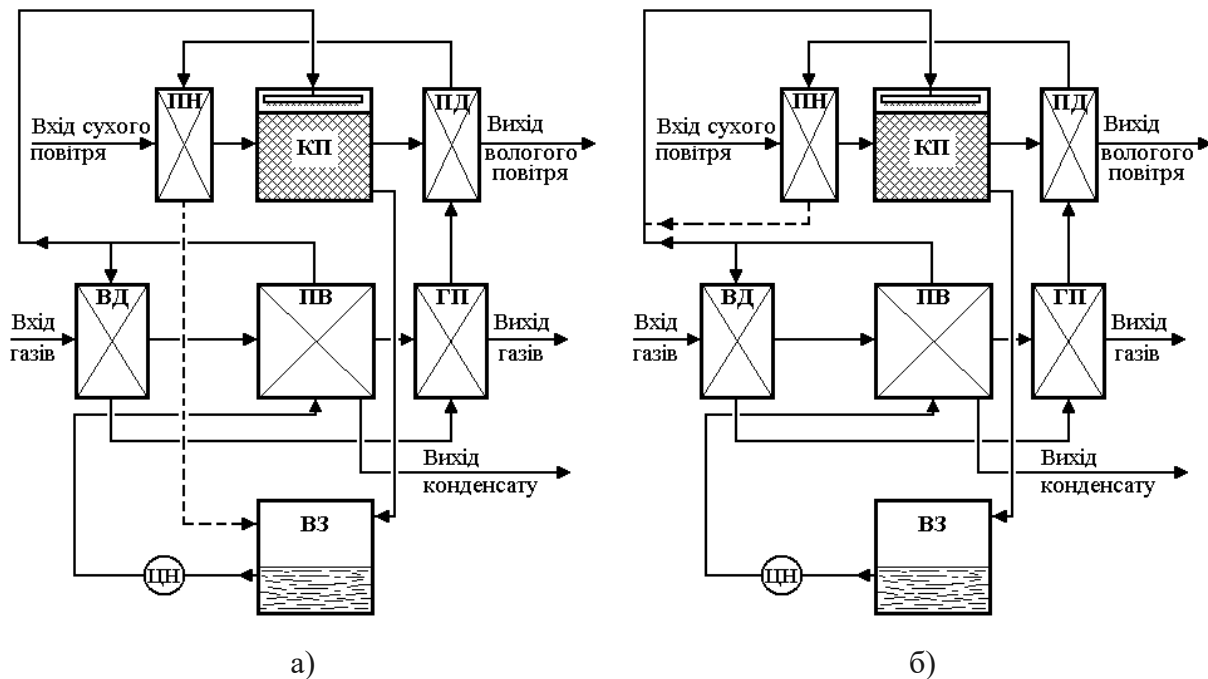 ПН
КП
ПД
Вхід сухого
повітря
Вихід
вологого
повітря
ВД
ПВ
ГП
Вхід
газів
Вихід
газів
Вихід
конденсату
ВЗ
ЦН
а)
ПН
КП
ПД
Вхід сухого
повітря
Вихід
вологого
повітря
ВД
ПВ
ГП
Вхід
газів
Вихід
газів
Вихід
конденсату
ВЗ
ЦН
б)